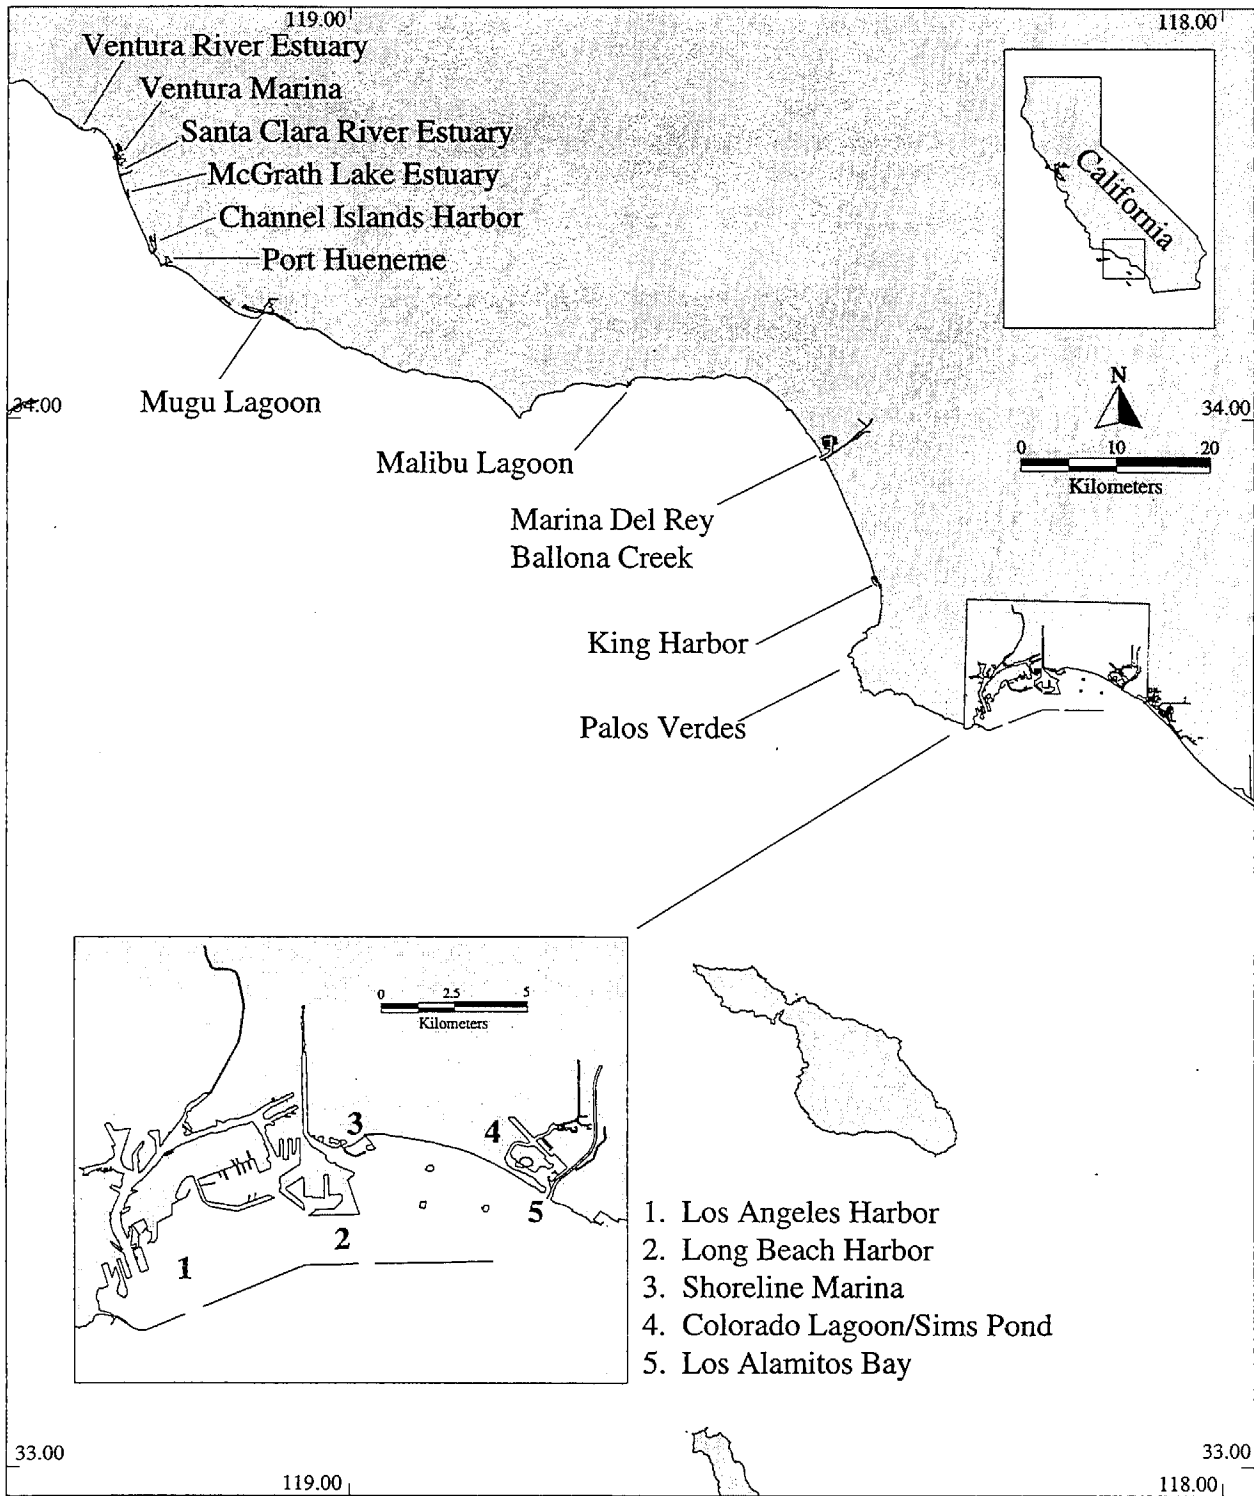 119.00
118.00
Ventura River Estuary
Ventura Marina
Santa Clara River Estuary
McGrath Lake Estuary
Channel Islands Harbor
Port Hueneme
California
Mugu Lagoon
34.00
34.00
N
0 10 20
Kilometers
Malibu Lagoon
Marina Del Rey
Ballona Creek
King Harbor
Palos Verdes
0 2.5 5
Kilometers
3
4
5
2
1
1. Los Angeles Harbor
2. Long Beach Harbor
3. Shoreline Marina
4. Colorado Lagoon/Sims Pond
5. Los Alamitos Bay
33.00
33.00
119.00
118.00